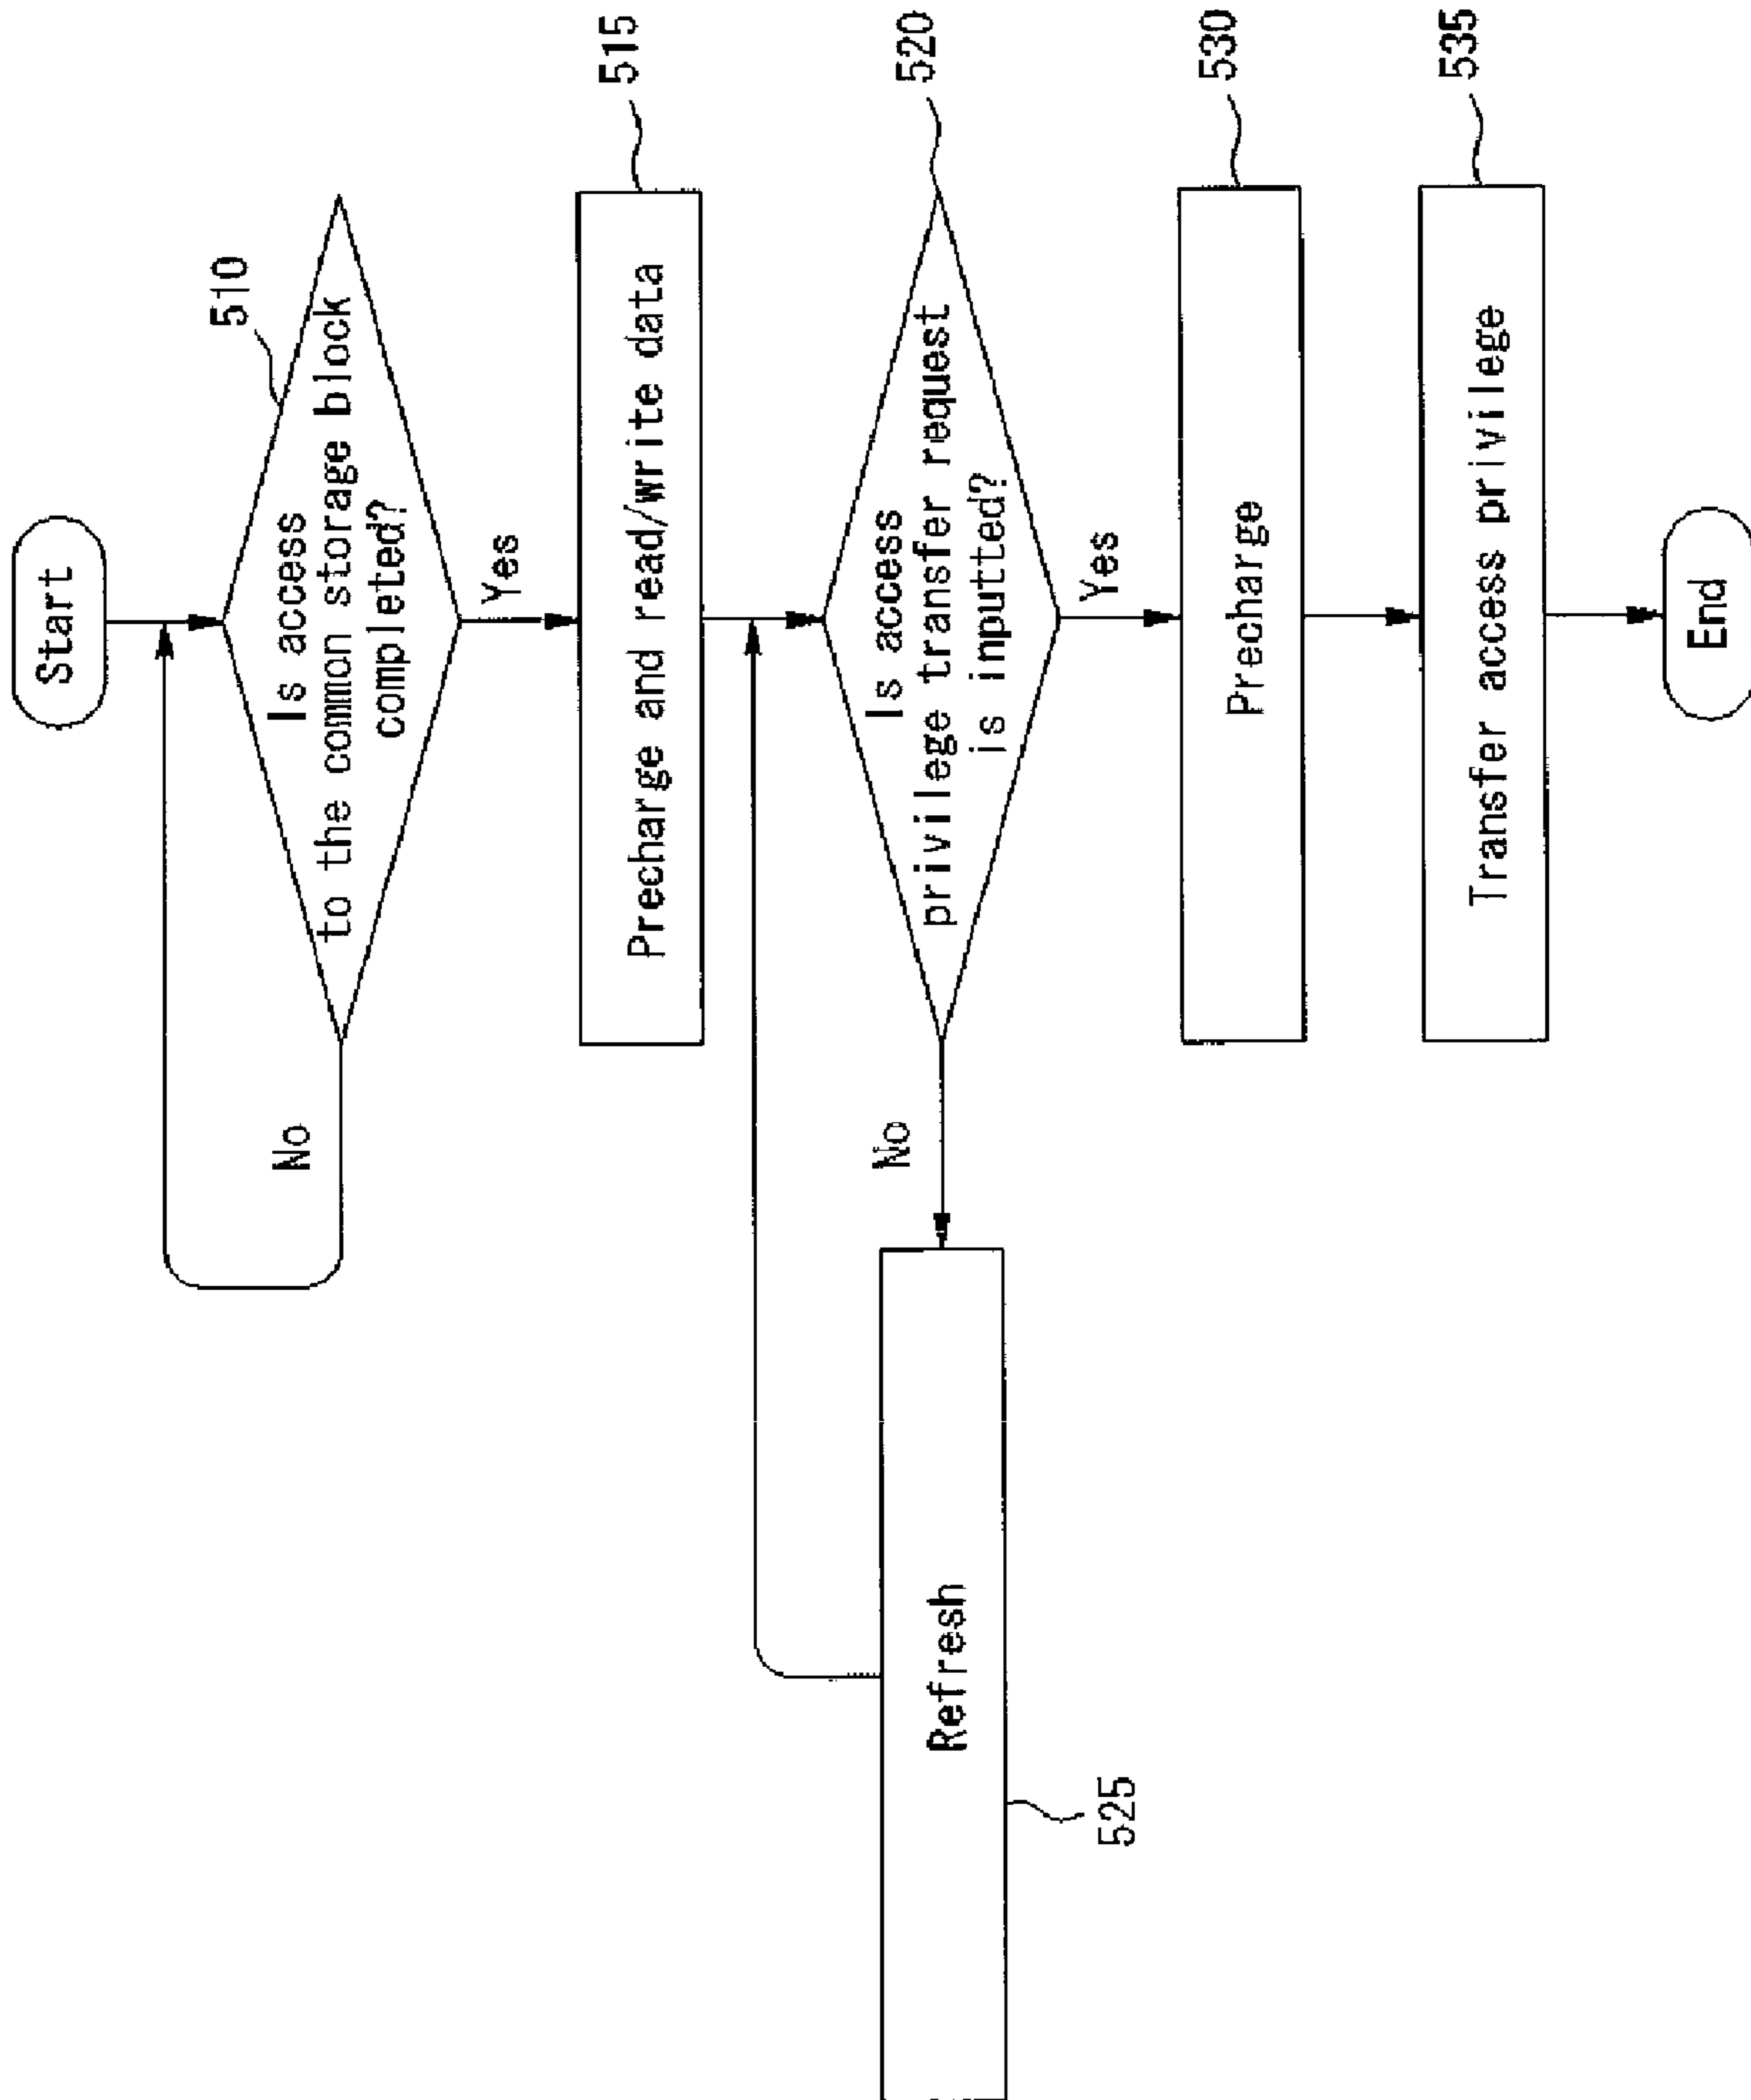 Start
510
Is access
to the common storage block
completed?
No
Yes
515
Precharge and read/write data
520
Is access
privilege transfer request
is inputted?
No
Yes
Refresh
525
530
Precharge
535
Transfer access privilege
End